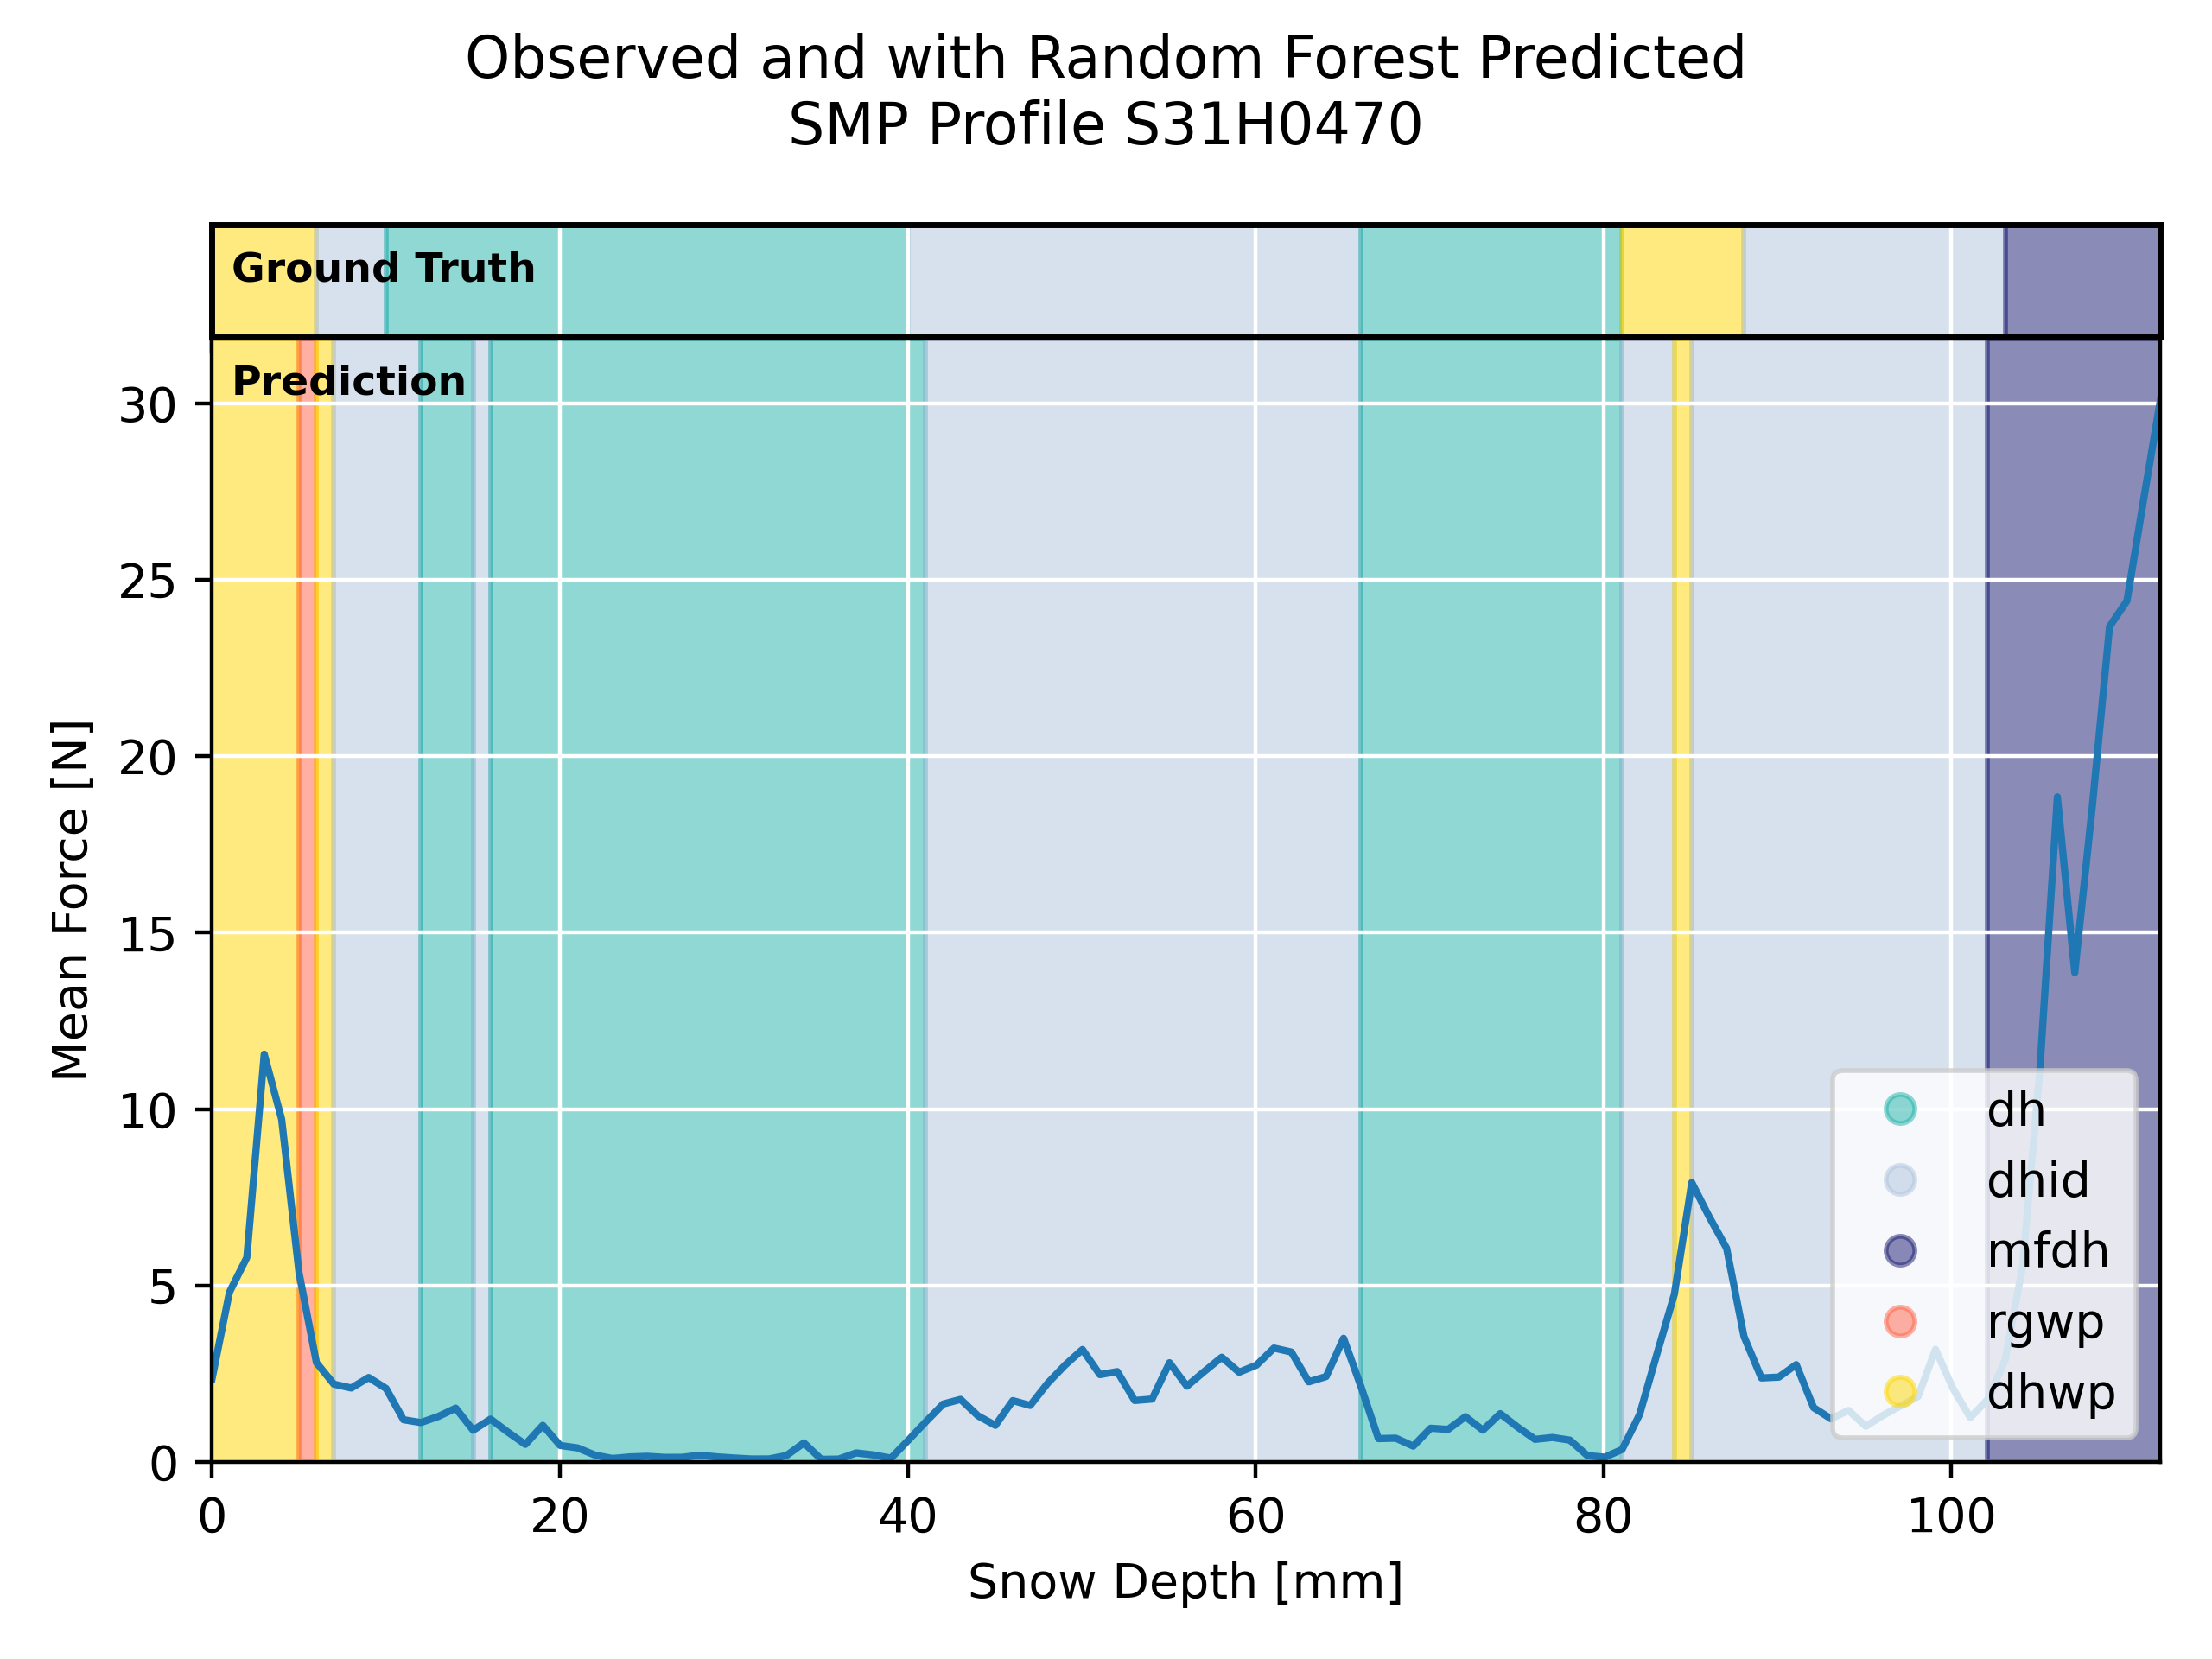 Observed and with Random Forest Predicted
SMP Profile S31H0470
Ground Truth
Prediction
30
25
20
15
10
5
0
Mean Force [N]
dh
dhid
mfdh
rgwp
dhwp
0 20 40 60 80 100
Snow Depth [mm]